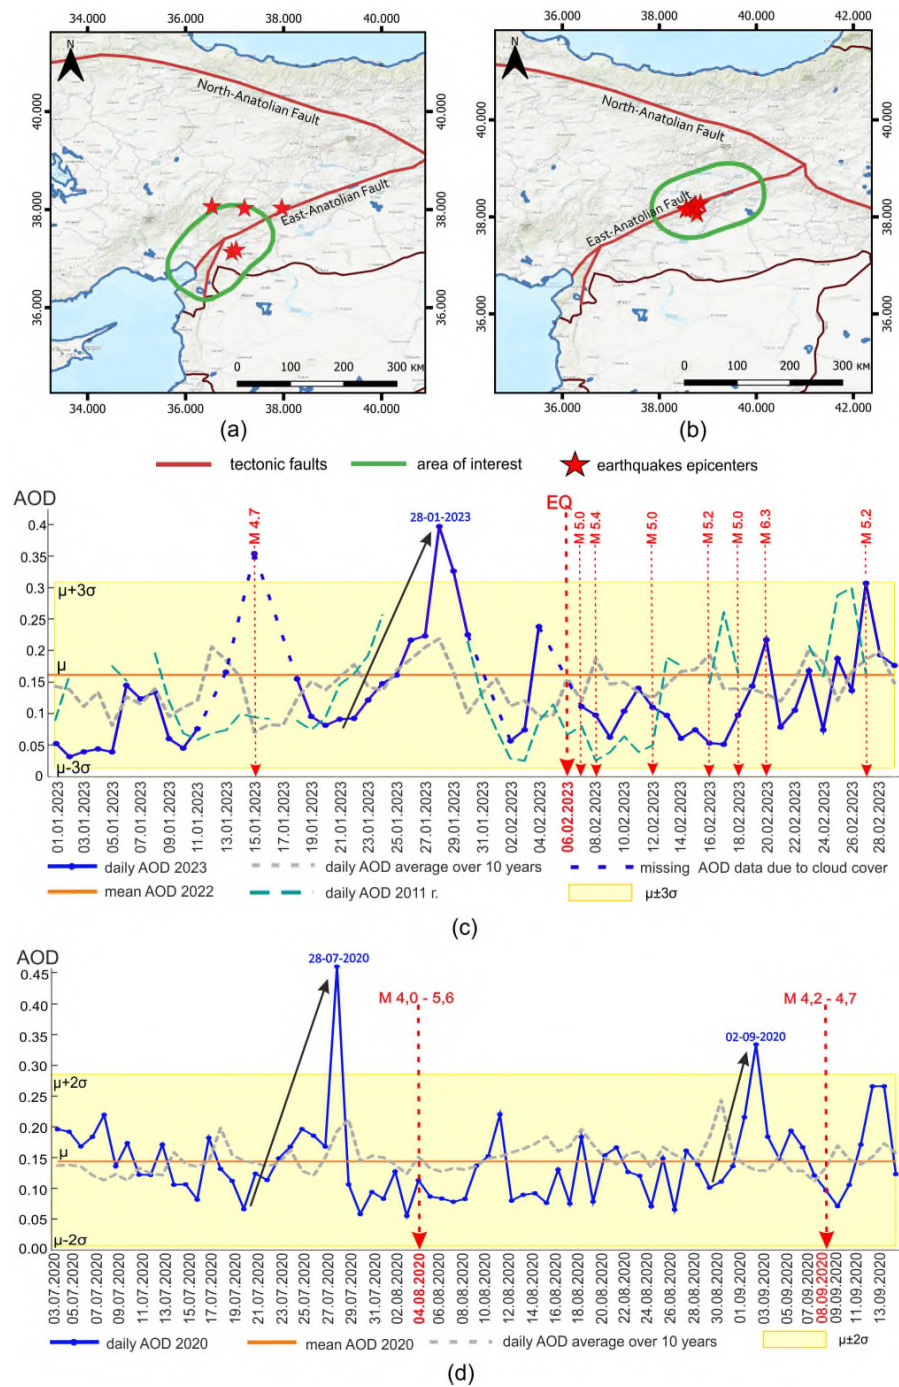 34.000 36.000 38.000 40.000
36.000 38.000 40.000 42.000
N
North-Anatolian Fault
East-Anatolian Fault
40.000
38.000
36.000
0 100 200 300 км
34.000 36.000 38.000 40.000
(a)
N
North-Anatolian Fault
East-Anatolian Fault
40.000
38.000
36.000
0 100 200 300 км
36.000 38.000 40.000 42.000
(b)
tectonic faults area of interest earthquakes epicenters
AOD
0.4
0.35
0.3
0.25
0.2
0.15
0.1
0.05
0
μ+3σ
μ
μ-3σ
M 4.7
28-01-2023
EQ
M 5.0
M 5.4
M 5.0
M 5.2
M 5.0
M 6.3
M 5.2
01.01.2023
03.01.2023
05.01.2023
07.01.2023
09.01.2023
11.01.2023
13.01.2023
15.01.2023
17.01.2023
19.01.2023
21.01.2023
23.01.2023
25.01.2023
27.01.2023
29.01.2023
31.01.2023
02.02.2023
04.02.2023
06.02.2023
08.02.2023
10.02.2023
12.02.2023
14.02.2023
16.02.2023
18.02.2023
20.02.2023
22.02.2023
24.02.2023
26.02.2023
28.02.2023
daily AOD 2023 daily AOD average over 10 years missing AOD data due to cloud cover
mean AOD 2022 daily AOD 2011 г. μ±3σ
(c)
AOD
0.45
0.40
0.35
0.30
0.25
0.20
0.15
0.10
0.05
0.00
μ+2σ
μ
μ-2σ
28-07-2020
M 4,0 - 5,6
02-09-2020
M 4,2 - 4,7
03.07.2020
05.07.2020
07.07.2020
09.07.2020
11.07.2020
13.07.2020
15.07.2020
17.07.2020
19.07.2020
21.07.2020
23.07.2020
25.07.2020
27.07.2020
29.07.2020
31.07.2020
02.08.2020
04.08.2020
06.08.2020
08.08.2020
10.08.2020
12.08.2020
14.08.2020
16.08.2020
18.08.2020
20.08.2020
22.08.2020
24.08.2020
26.08.2020
28.08.2020
30.08.2020
01.09.2020
03.09.2020
05.09.2020
07.09.2020
08.09.2020
09.09.2020
11.09.2020
13.09.2020
daily AOD 2020 mean AOD 2020 daily AOD average over 10 years μ±2σ
(d)